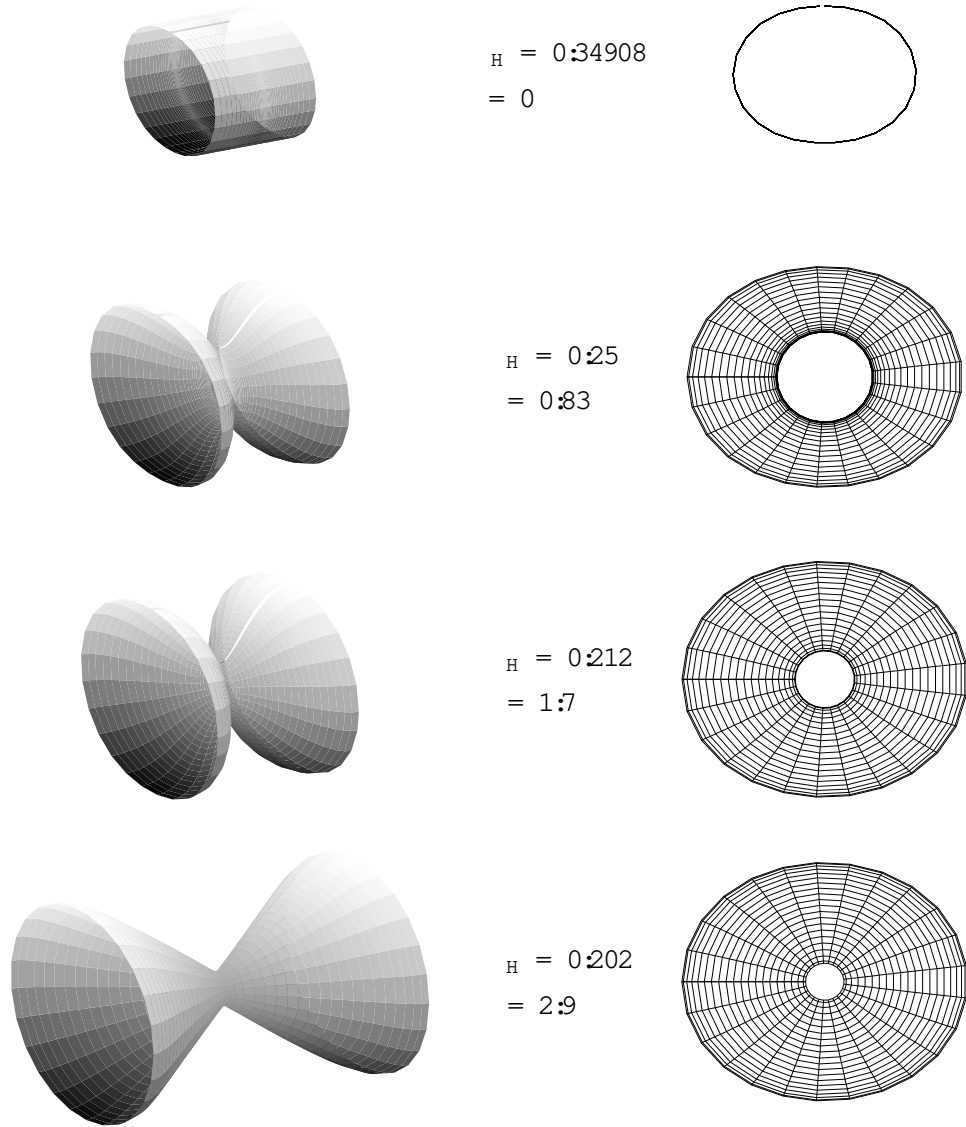 H = 0:34908
= 0
H = 0:25
= 0:83
H = 0:212
= 1:7
H = 0:202
= 2:9